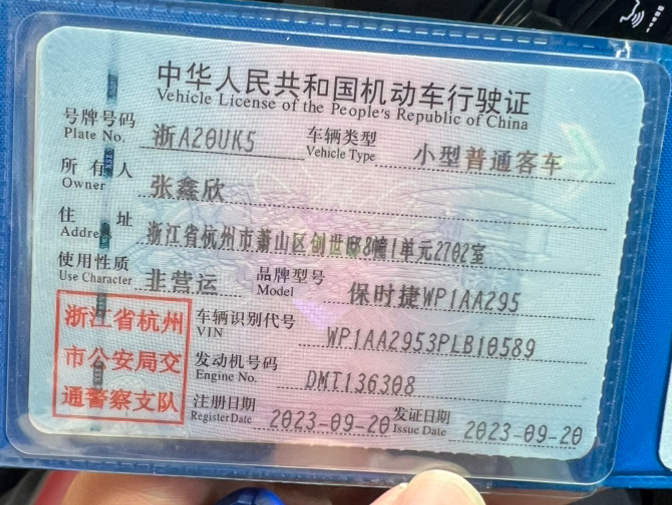 中华人民共和国机动车行驶证
Vehicle License of the People's Republic of China
号牌号码 浙A20UK5 车辆类型 小型普通客车
Plate No. Vehicle Type
所有人 张鑫欣
Owner
住址 浙江省杭州市萧山区创世邸8幢1单元2702室
Address
使用性质 非营运 品牌型号 保时捷WP1AA295
Use Character Model
浙江省杭州
市公安局交
通警察支队
车辆识别代号 WP1AA2953PLB10589
VIN
发动机号码 DMT136308
Engine No.
注册日期 2023-09-20 发证日期 2023-09-20
Register Date Issue Date